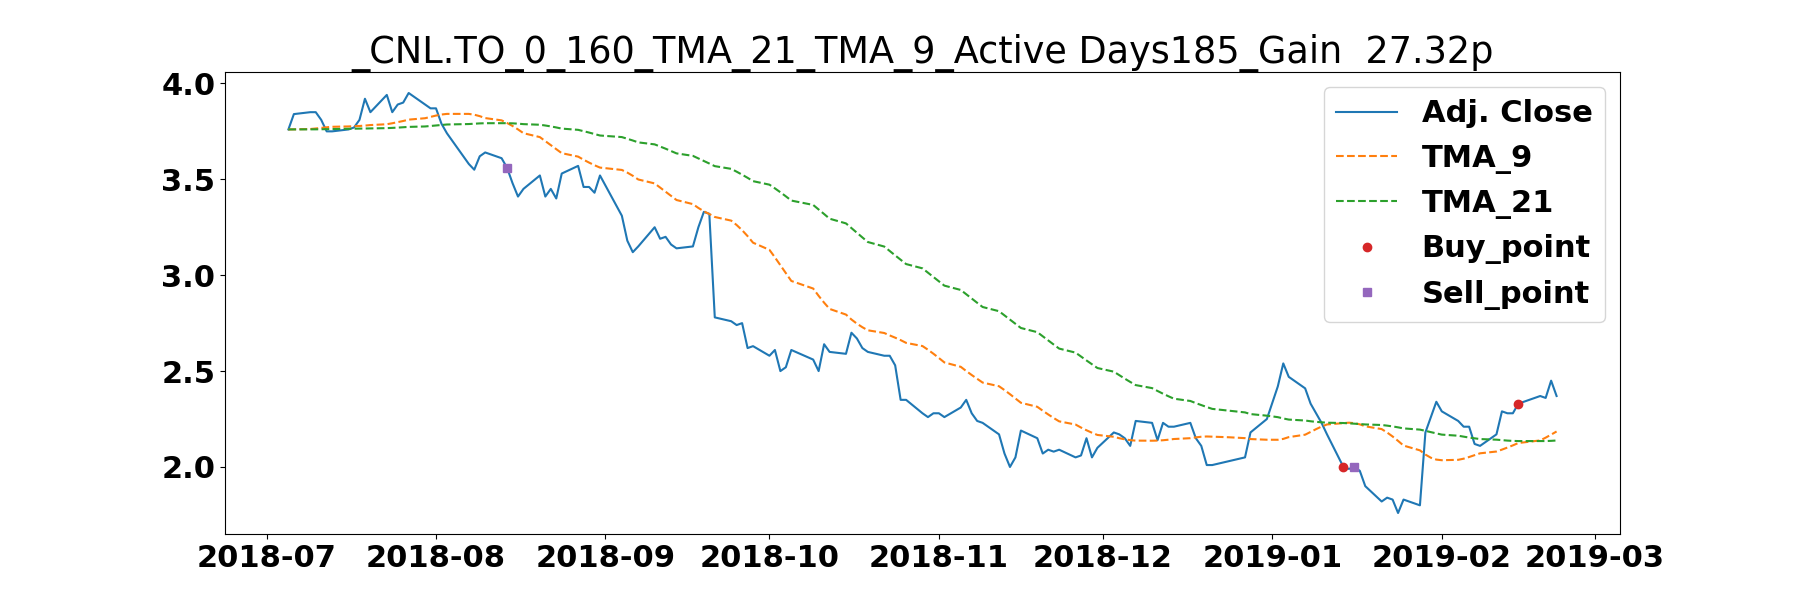 _CNL.TO_0_160_TMA_21_TMA_9_Active Days185_Gain  27.32p
4.0
3.5
3.0
2.5
2.0
Adj. Close
TMA_9
TMA_21
Buy_point
Sell_point
2018-07 2018-08 2018-09 2018-10 2018-11 2018-12 2019-01 2019-02 2019-03